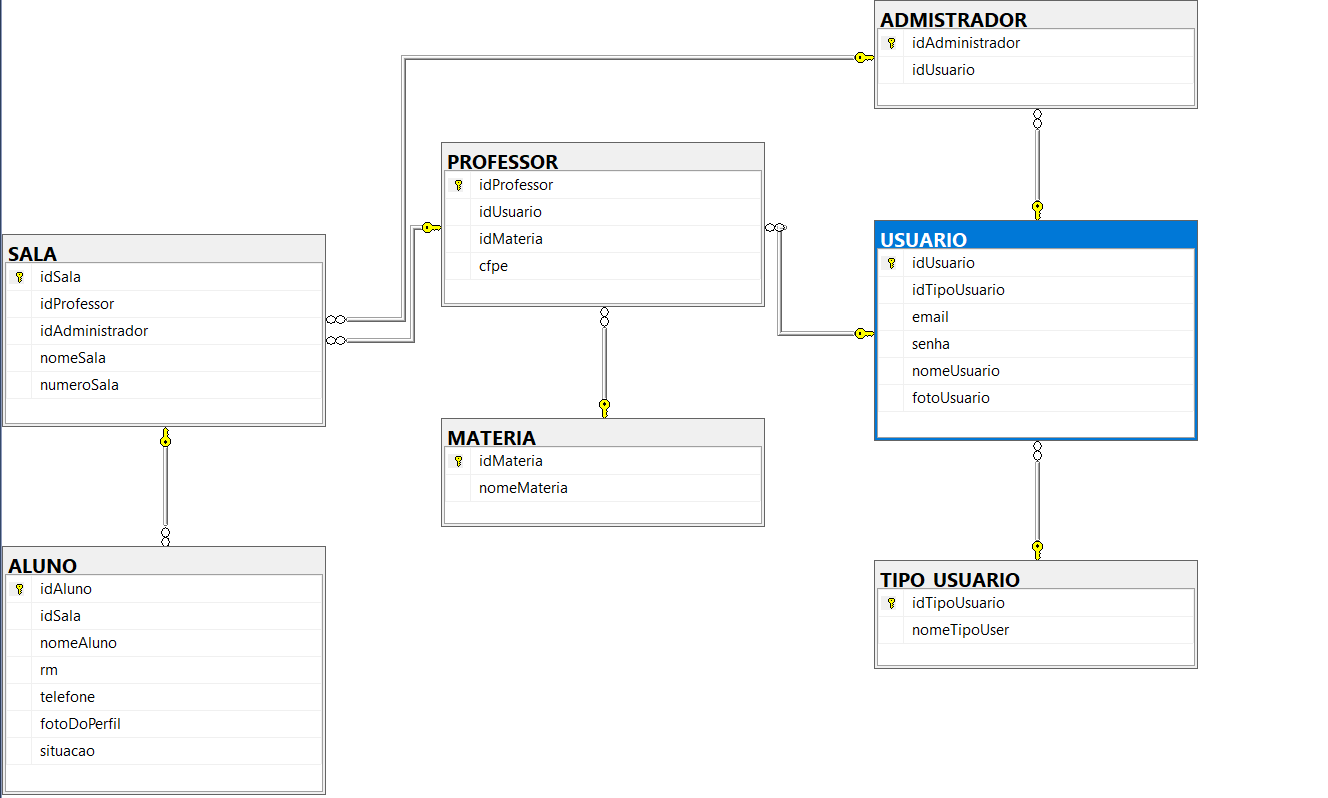 ADMISTRADOR
idAdministrador
idUsuario
PROFESSOR
idProfessor
idUsuario
idMateria
cfpe
SALA
idSala
idProfessor
idAdministrador
nomeSala
numeroSala
USUARIO
idUsuario
idTipoUsuario
email
senha
nomeUsuario
fotoUsuario
MATERIA
idMateria
nomeMateria
ALUNO
idAluno
idSala
nomeAluno
rm
telefone
fotoDoPerfil
situacao
TIPO_USUARIO
idTipoUsuario
nomeTipoUser